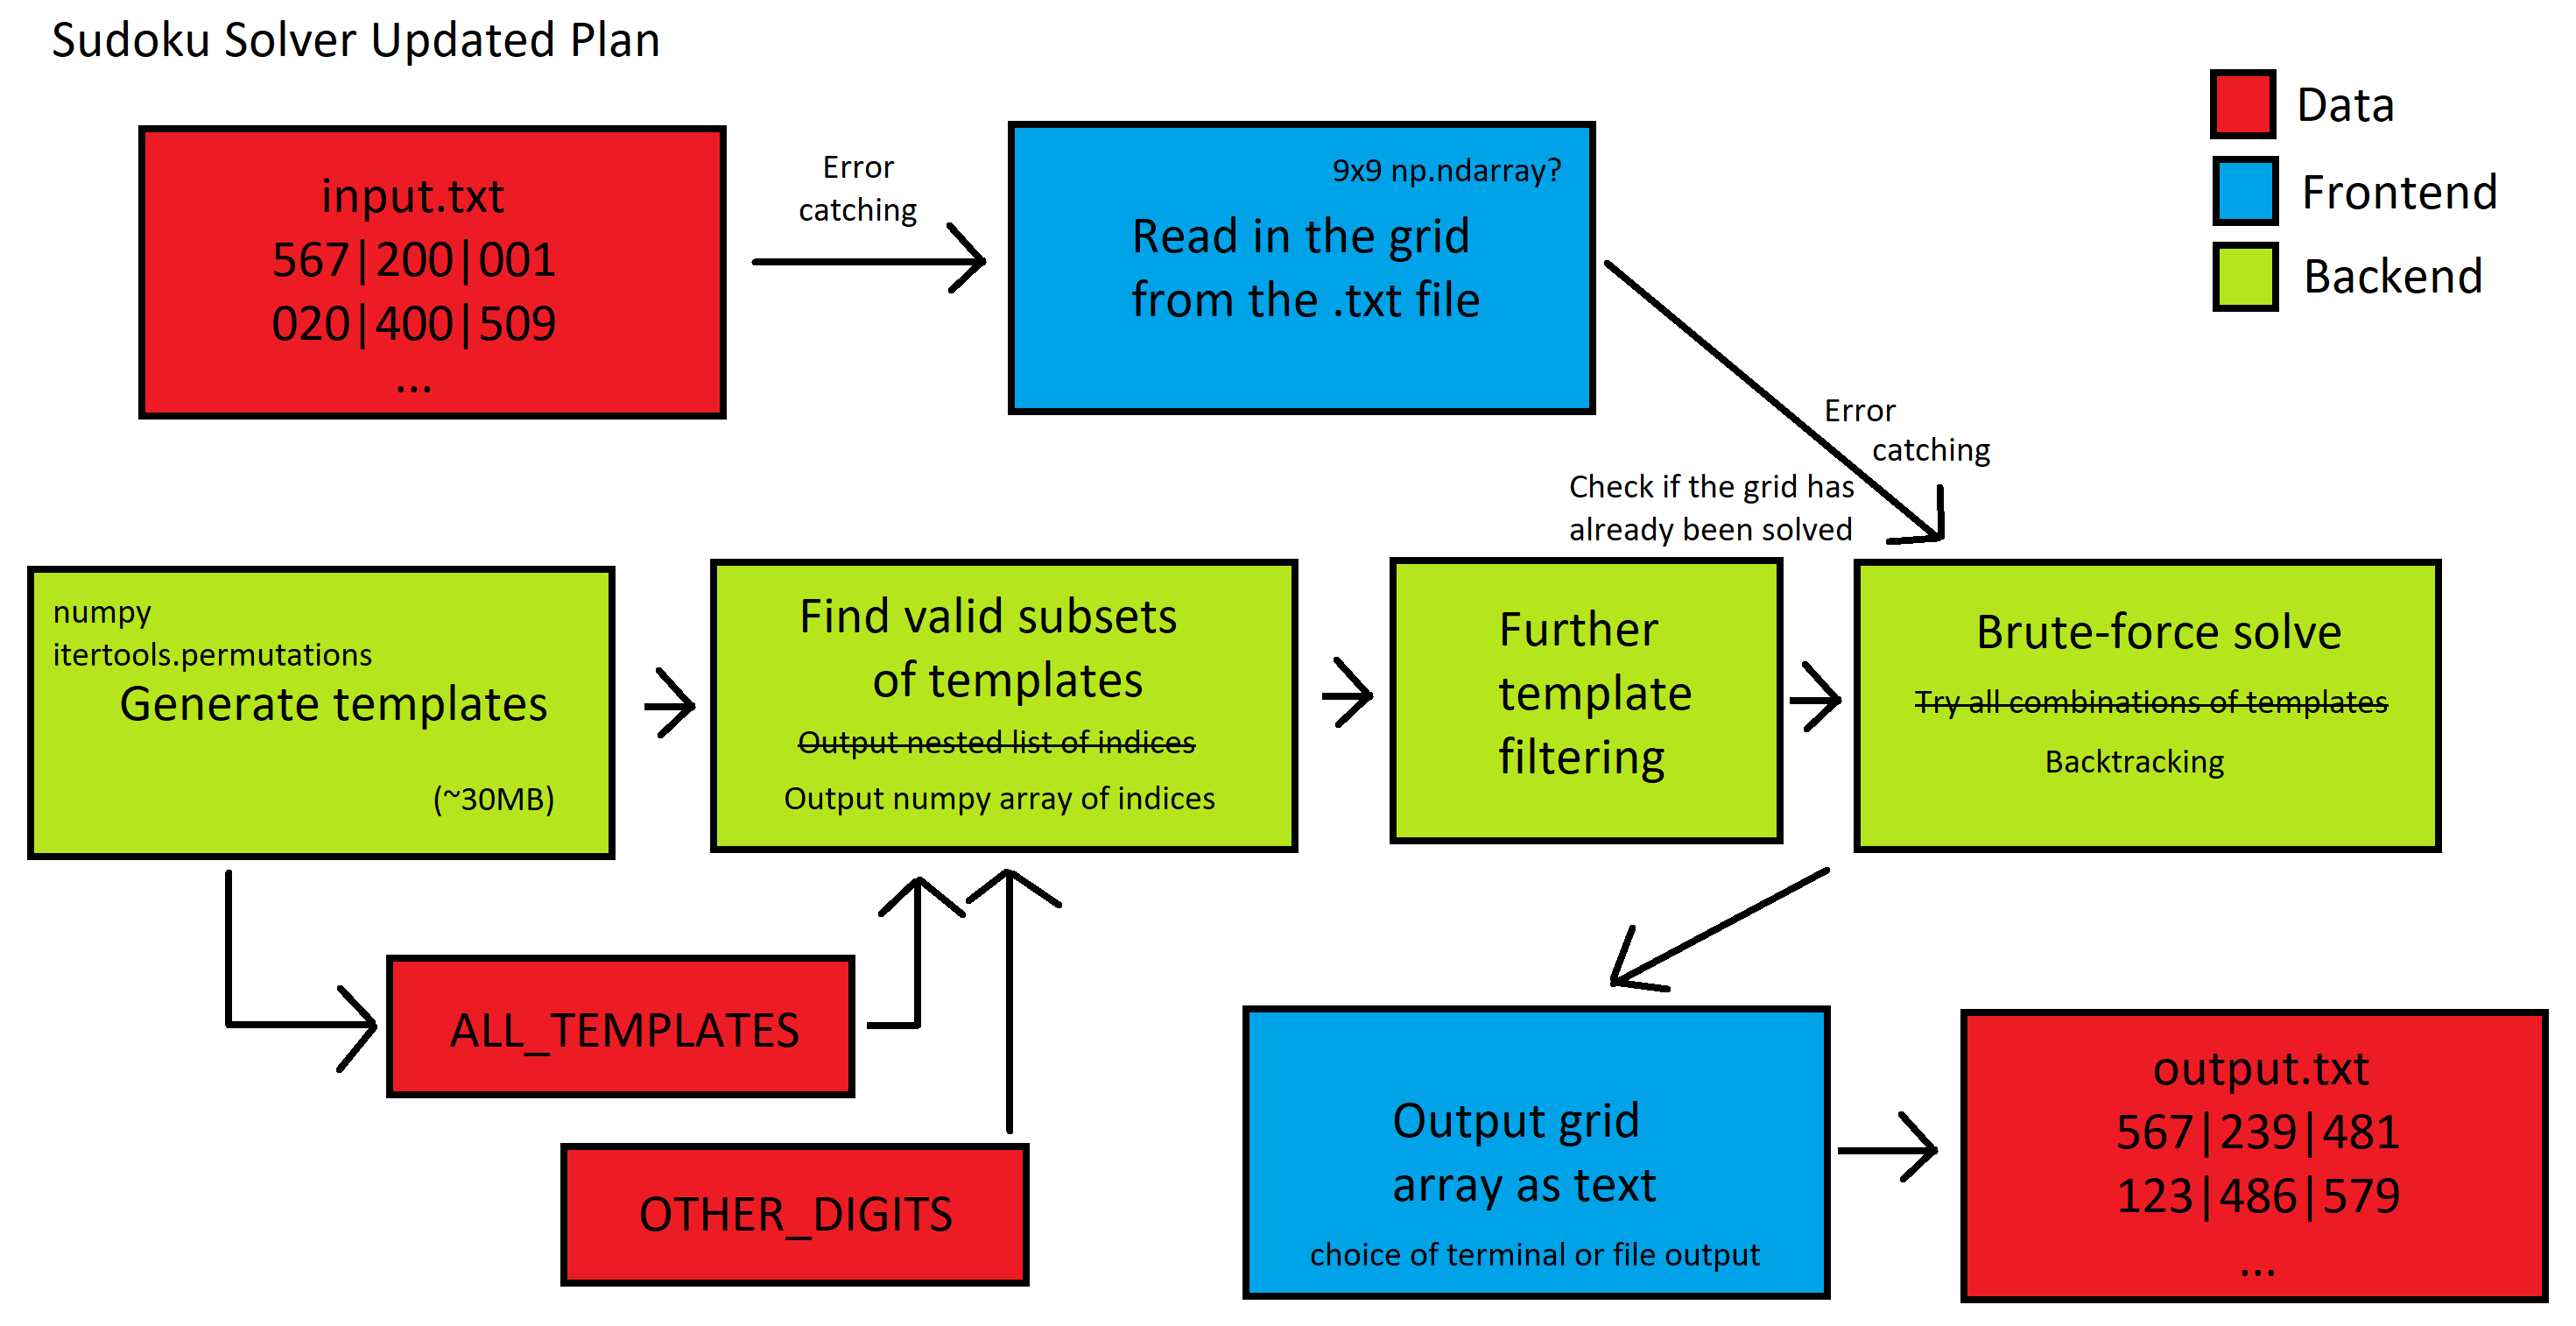 Sudoku Solver Updated Plan
Data
Frontend
Backend
input.txt
567|200|001
020|400|509
...
Error
catching
9x9 np.ndarray?
Read in the grid
from the .txt file
Error
catching
Check if the grid has
already been solved
numpy
itertools.permutations
Generate templates
(~30MB)
Find valid subsets
of templates
Output nested list of indices
Output numpy array of indices
Further
template
filtering
Brute-force solve
Try all combinations of templates
Backtracking
ALL_TEMPLATES
OTHER_DIGITS
Output grid
array as text
choice of terminal or file output
output.txt
567|239|481
123|486|579
...